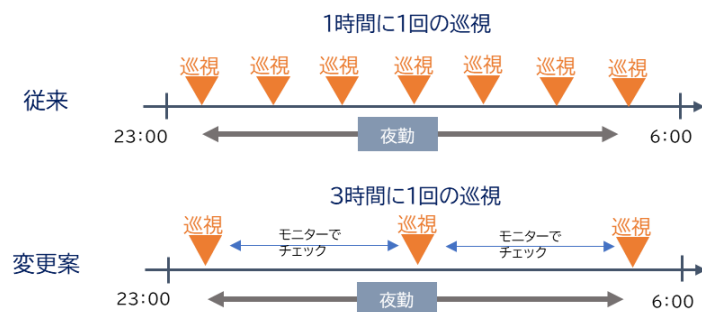 1時間に1回の巡視
巡視 巡視 巡視 巡視 巡視 巡視 巡視
従来
23:00 夜勤 6:00
3時間に1回の巡視
巡視 巡視 巡視
モニターで モニターで
チェック チェック
変更案
23:00 夜勤 6:00